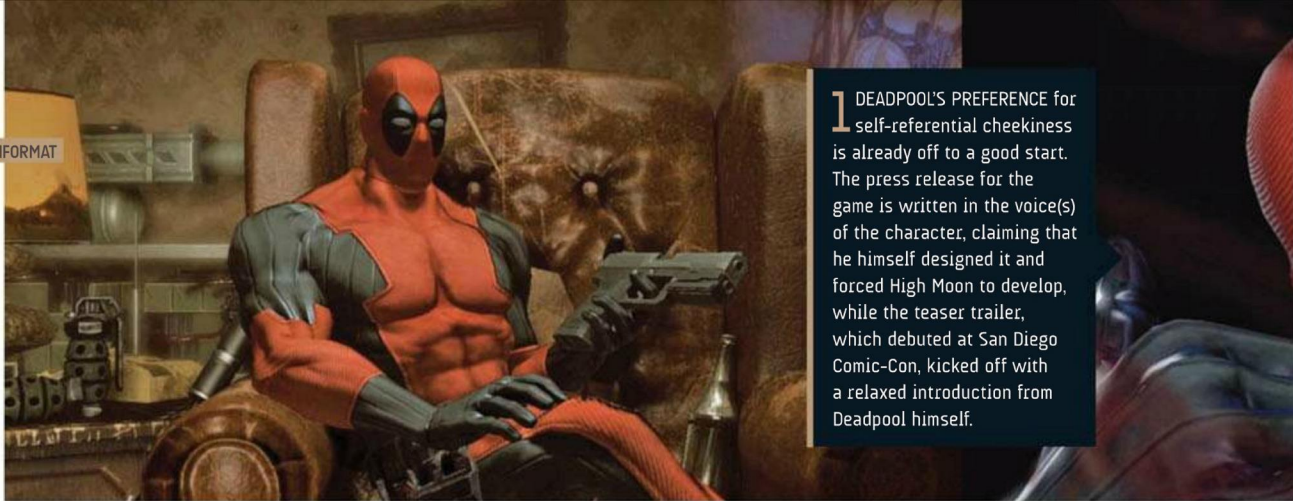 NFORMAT
1 DEADPOOL'S PREFERENCE for
self-referential cheekiness
is already off to a good start.
The press release for the
game is written in the voice(s)
of the character, claiming that
he himself designed it and
forced High Moon to develop,
while the teaser trailer,
which debuted at San Diego
Comic-Con, kicked off with
a relaxed introduction from
Deadpool himself.